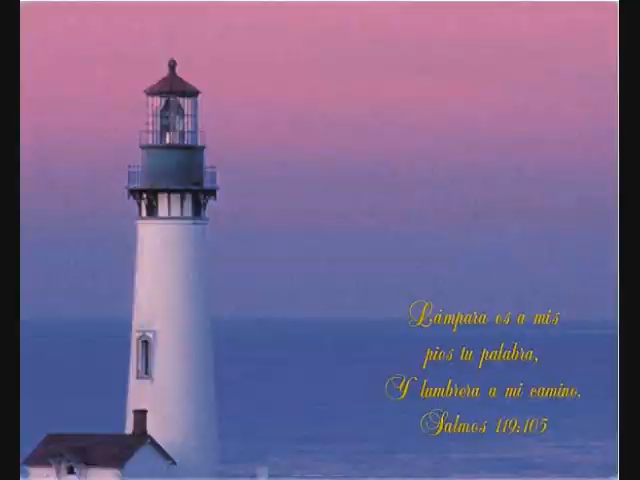 Lámpara es a mis
pies tu palabra,
Y lumbrera a mi camino.
Salmos 119:105